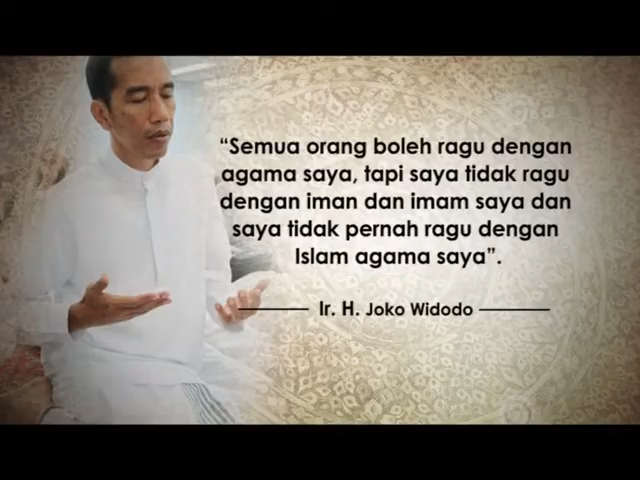 “Semua orang boleh ragu dengan
agama saya, tapi saya tidak ragu
dengan iman dan imam saya dan
saya tidak pernah ragu dengan
Islam agama saya”.
Ir. H. Joko Widodo